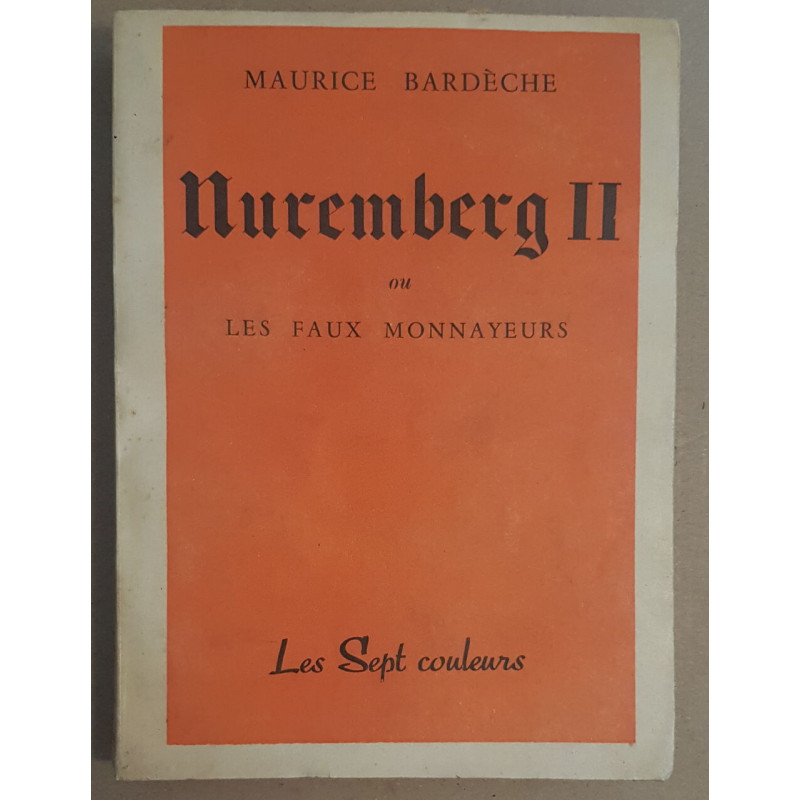 MAURICE BARDÈCHE
Nuremberg II
ou
LES FAUX MONNAYEURS
Les Sept couleurs